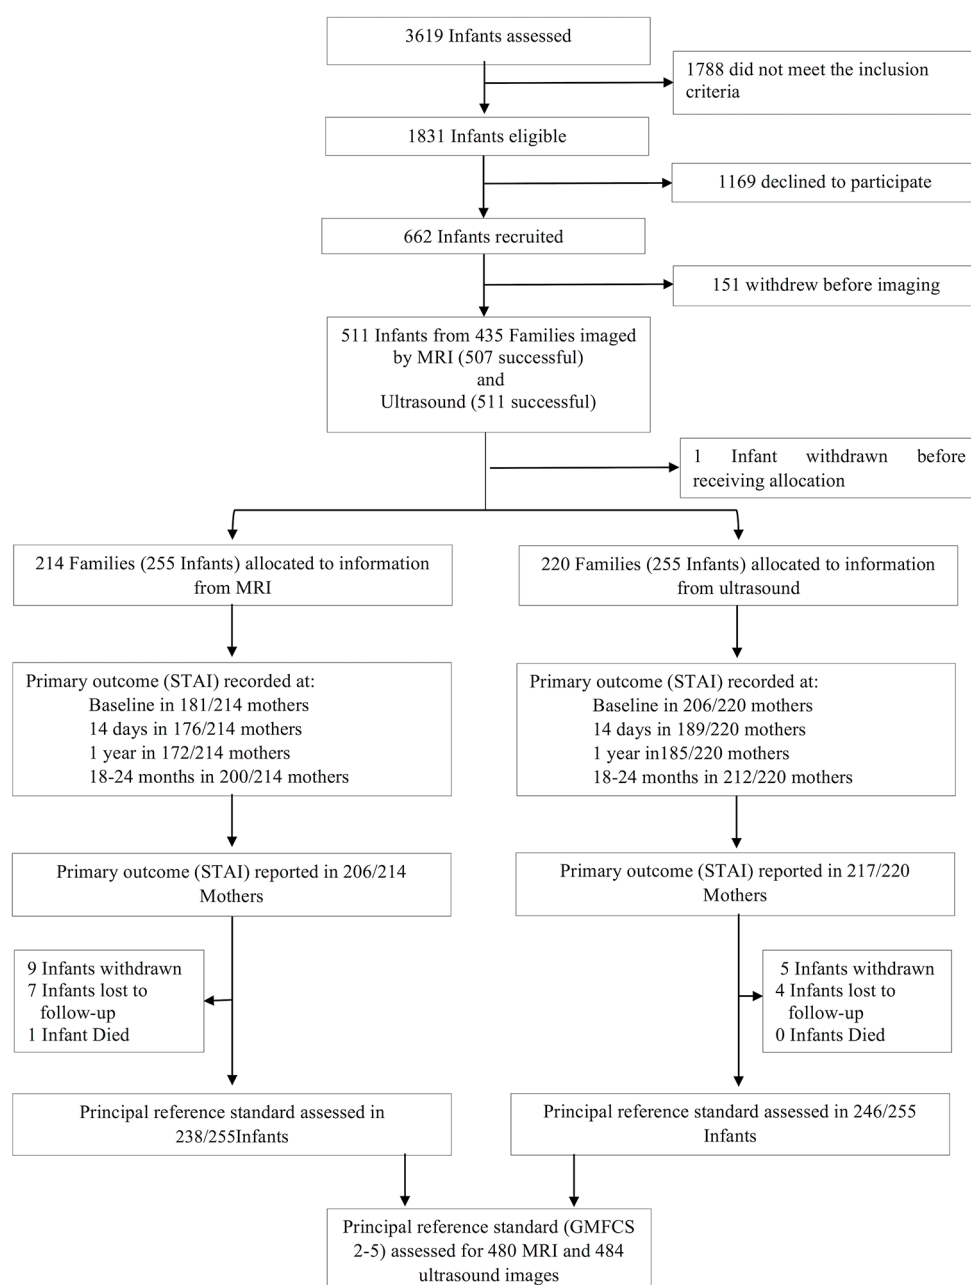 3619 Infants assessed
1788 did not meet the inclusion
criteria
1831 Infants eligible
1169 declined to participate
662 Infants recruited
151 withdrew before imaging
511 Infants from 435 Families imaged
by MRI (507 successful)
and
Ultrasound (511 successful)
1 Infant withdrawn before
receiving allocation
214 Families (255 Infants) allocated to information
from MRI
220 Families (255 Infants) allocated to information
from ultrasound
Primary outcome (STAI) recorded at:
Baseline in 181/214 mothers
14 days in 176/214 mothers
1 year in 172/214 mothers
18-24 months in 200/214 mothers
Primary outcome (STAI) recorded at:
Baseline in 206/220 mothers
14 days in 189/220 mothers
1 year in185/220 mothers
18-24 months in 212/220 mothers
Primary outcome (STAI) reported in 206/214
Mothers
Primary outcome (STAI) reported in 217/220
Mothers
9 Infants withdrawn
7 Infants lost to
follow-up
1 Infant Died
5 Infants withdrawn
4 Infants lost to
follow-up
0 Infants Died
Principal reference standard assessed in
238/255Infants
Principal reference standard assessed in 246/255
Infants
Principal reference standard (GMFCS
2-5) assessed for 480 MRI and 484
ultrasound images